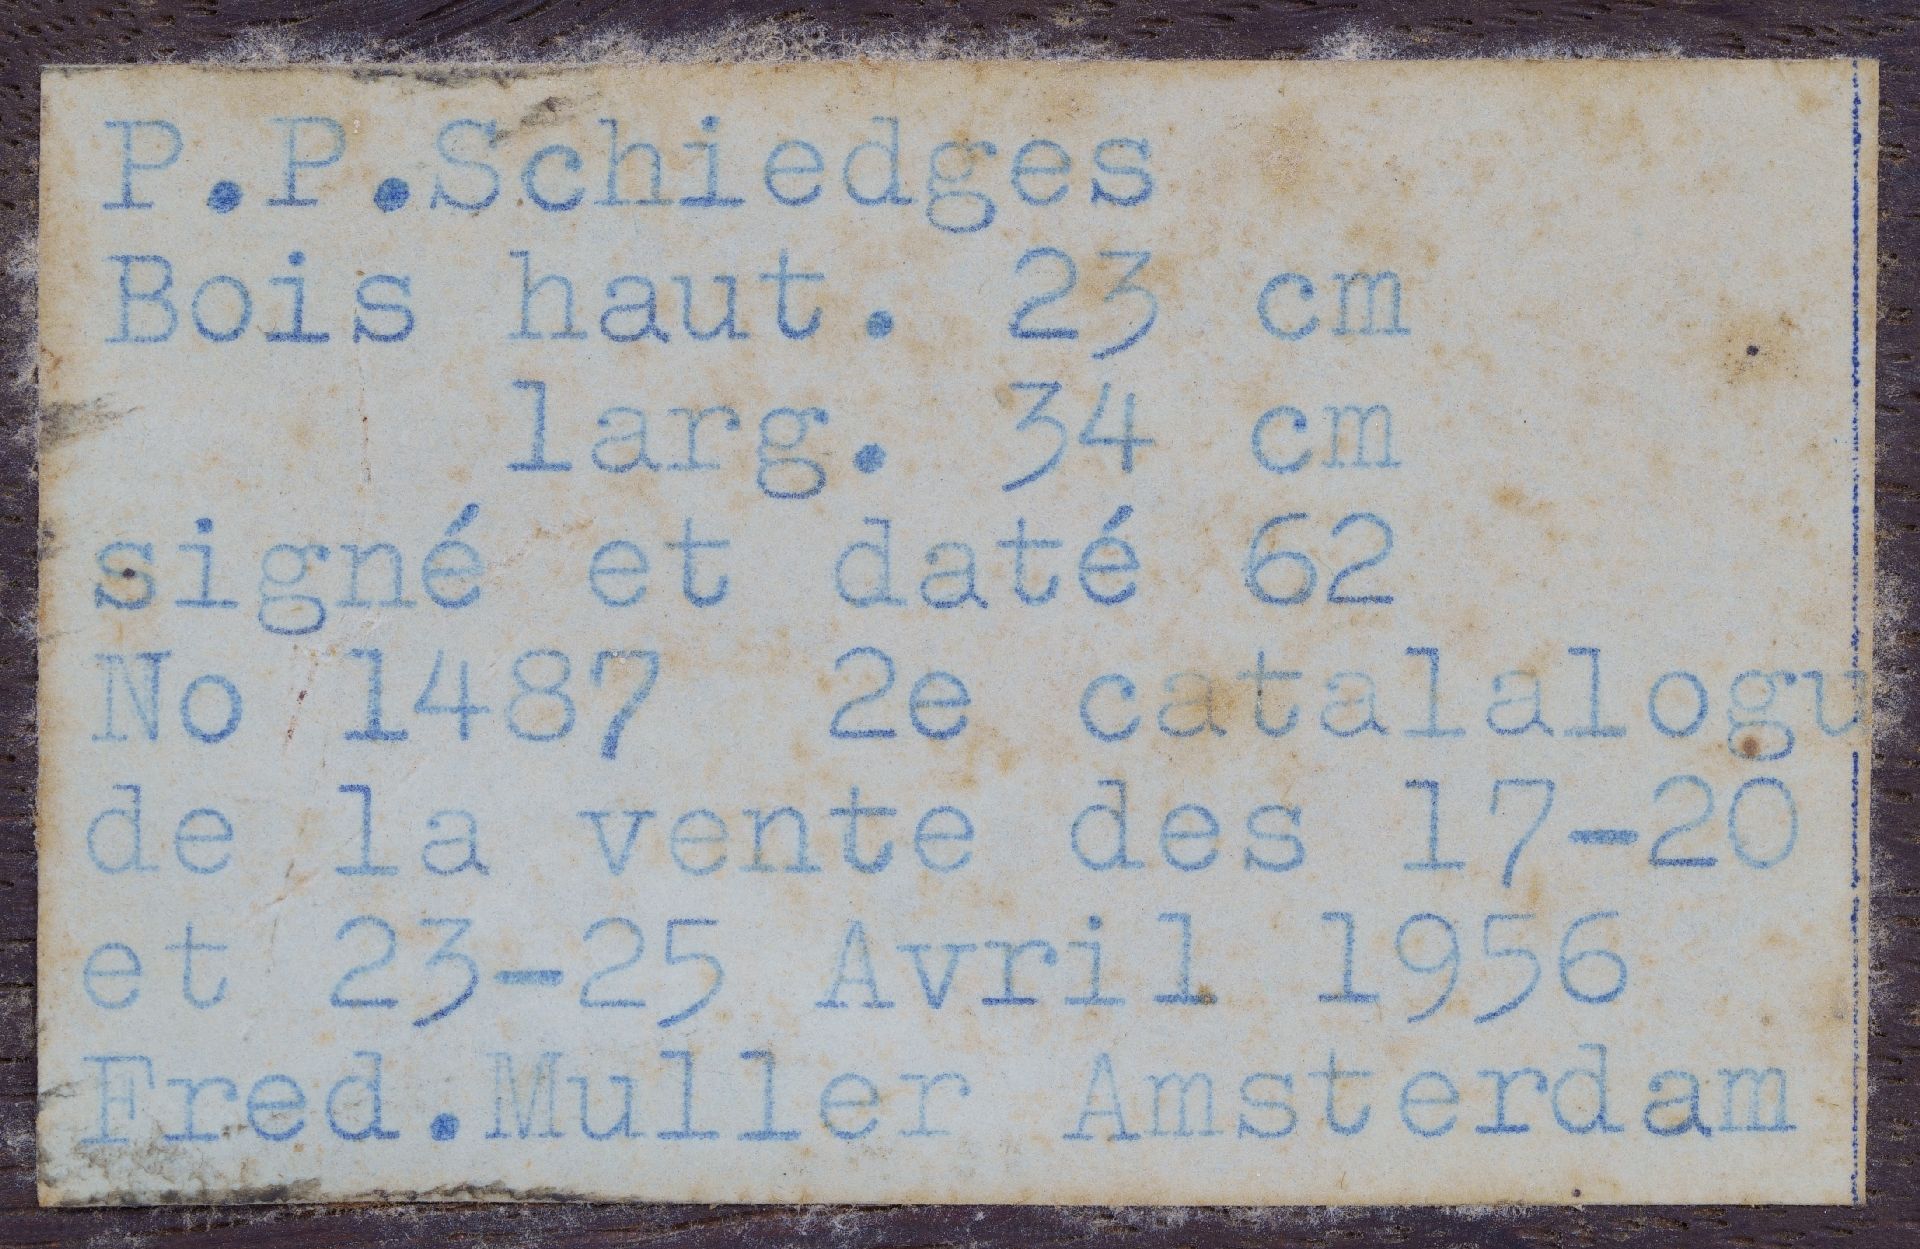 P.P.Schiedges
Bois haut. 23 cm
larg. 34 cm
signé et daté 62
No 1487 2e catalalogu
de la vente des 17-20
et 23-25 Avril 1956
Fred.Muller Amsterdam